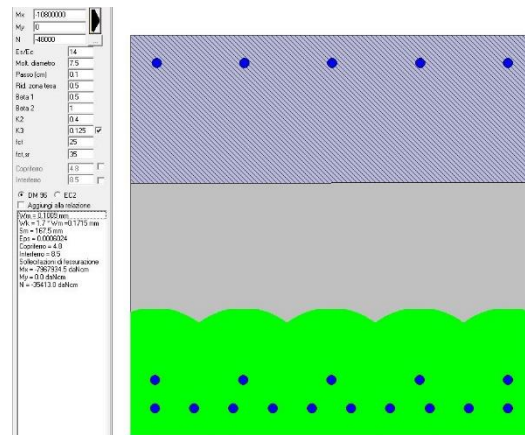 Mx -10800000
My 0
N -48000
...
Es/Ec 14
Molt. diametro 7.5
Passo (cm) 0.1
Rid. zona tesa 0.5
Beta 1 0.5
Beta 2 1
K2 0.4
K3 0.125
fct 25
fct,sr 35
Copriferro 4.8
Interferro 8.5
DM 96 EC2
Aggiungi alla relazione
Wm = 0.1009 mm
Wk = 1.7 * Wm =0.1715 mm
Sm = 167.5 mm
Eps = 0.0006024
Copriferro = 4.8
Interferro = 8.5
Sollecitazioni di fessurazione
Mx = -7967934.5 daNcm
My = 0.0 daNcm
N = -35413.0 daNcm